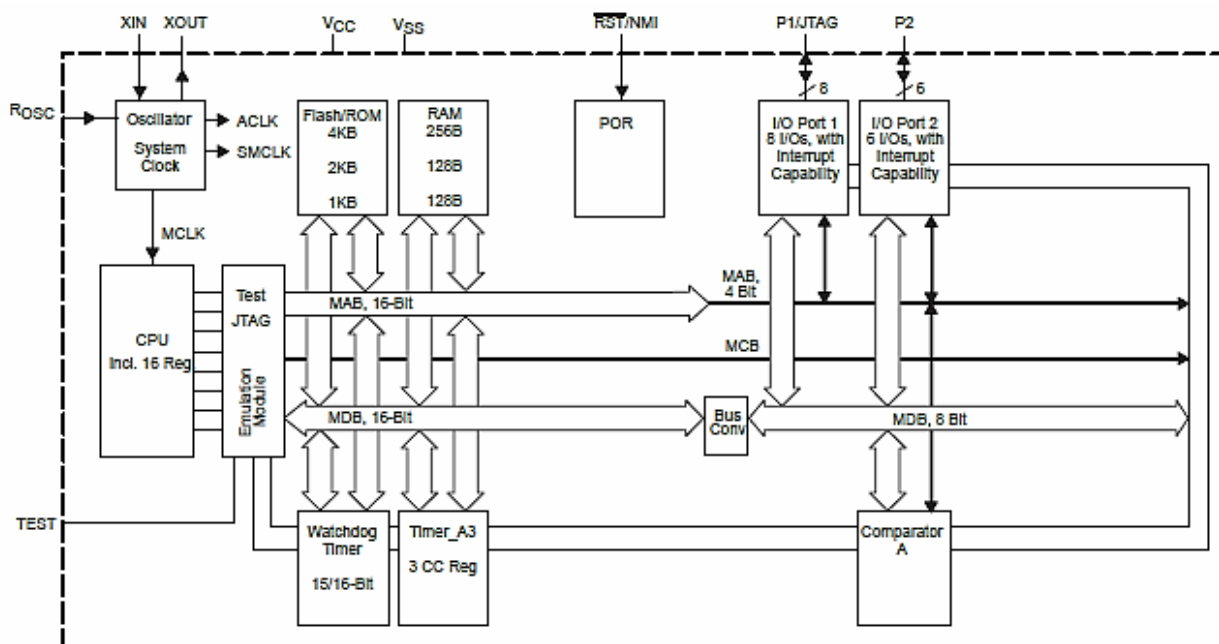 XIN
XOUT
VCC
VSS
RST/NMI
P1/JTAG
P2
8
6
ROSC
Oscillator
System
Clock
ACLK
SMCLK
Flash/ROM
4KB
2KB
1KB
RAM
256B
128B
128B
POR
I/O Port 1
8 I/Os, with
Interrupt
Capability
I/O Port 2
6 I/Os, with
Interrupt
Capability
MCLK
CPU
Incl. 16 Reg
Test
JTAG
Emulation
Module
MAB, 16-Bit
MAB,
4 Bit
MCB
MDB, 16-Bit
Bus
Conv
MDB, 8 Bit
TEST
Watchdog
Timer
15/16-Bit
Timer_A3
3 CC Reg
Comparator
A